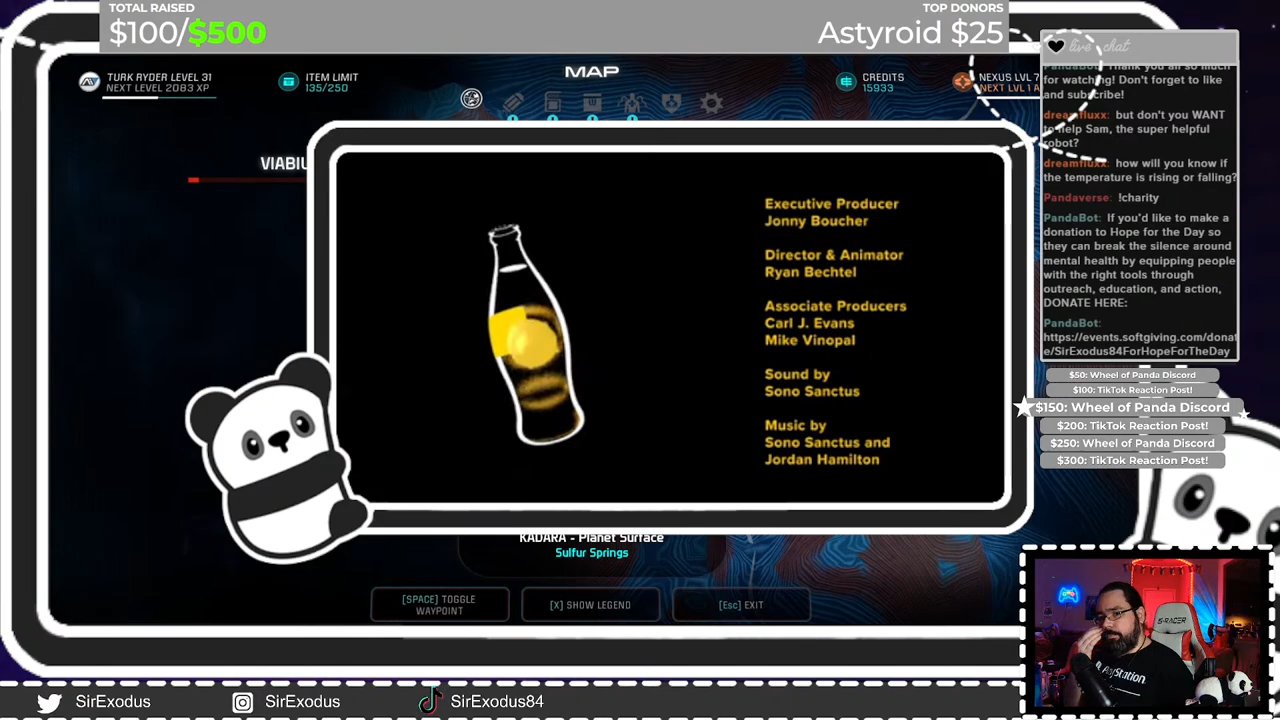 TOTAL RAISED
$100/$500
TOP DONORS
Astyroid $25
TURK RYDER LEVEL 31
NEXT LEVEL 2083 XP
ITEM LIMIT
135/250
MAP
CREDITS
15933
NEXUS LVL 7
NEXT LVL 1
VIABIU
Executive Producer
Jonny Boucher
Director & Animator
Ryan Bechtel
Associate Producers
Carl J. Evans
Mike Vinopal
Sound by
Sono Sanctus
Music by
Sono Sanctus and
Jordan Hamilton
KADARA - Planet Surface
Sulfur Springs
[SPACE] TOGGLE
WAYPOINT
[X] SHOW LEGEND
[Esc] EXIT
live chat
PandaBot: Thank you all so much
for watching! Don't forget to like
and subscribe!
dreamfluxx: but don't you WANT
to help Sam, the super helpful
robot?
dreamfluxx: how will you know if
the temperature is rising or falling?
Pandaverse: !charity
PandaBot: If you'd like to make a
donation to Hope for the Day so
they can break the silence around
mental health by equipping people
with the right tools through
outreach, education, and action,
DONATE HERE:
PandaBot:
https://events.softgiving.com/donat
e/SirExodus84ForHopeForTheDay
$50: Wheel of Panda Discord
$100: TikTok Reaction Post!
$150: Wheel of Panda Discord
$200: TikTok Reaction Post!
$250: Wheel of Panda Discord
$300: TikTok Reaction Post!
S-RACER
PlayStation
SirExodus
SirExodus
SirExodus84